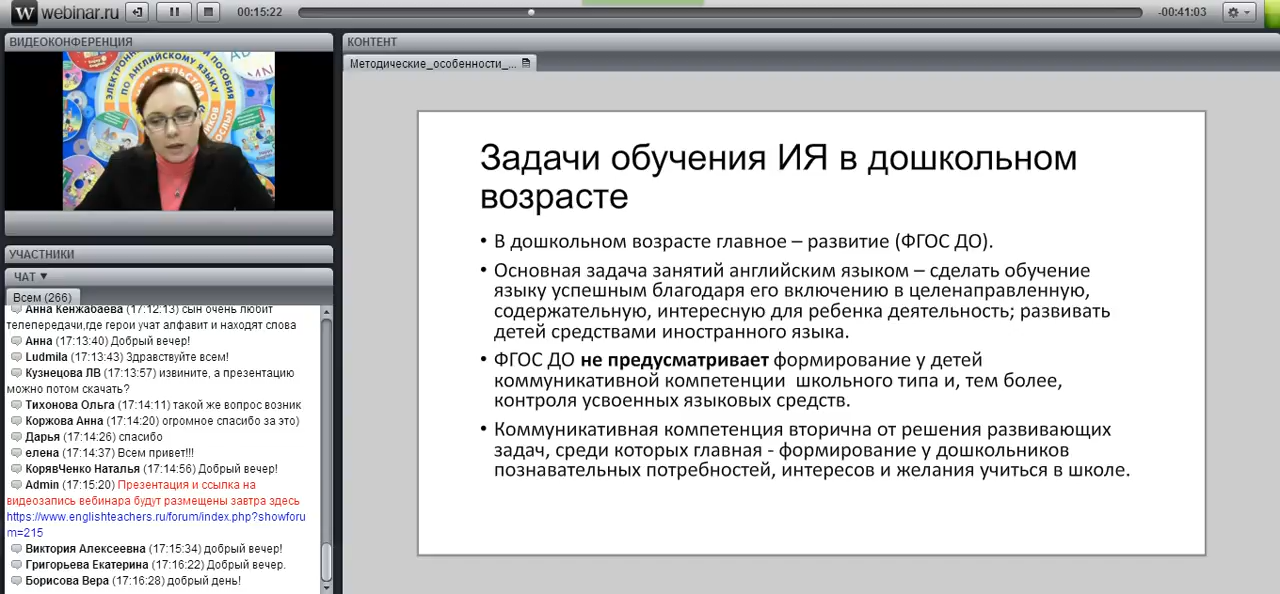 webinar.ru
00:15:22
-00:41:03
ВИДЕОКОНФЕРЕНЦИЯ
ЭЛЕКТРОННЫЕ ПОСОБИЯ
ПО АНГЛИЙСКОМУ ЯЗЫКУ
УЧАСТНИКИ
ЧАТ
Всем (266)
Анна Кенжабаева (17:12:13) сын очень любит
телепередачи,где герои учат алфавит и находят слова
Анна (17:13:40) Добрый вечер!
Ludmila (17:13:43) Здравствуйте всем!
Кузнецова ЛВ (17:13:57) извините, а презентацию
можно потом скачать?
Тихонова Ольга (17:14:11) такой же вопрос возник
Коржова Анна (17:14:20) огромное спасибо за это)
Дарья (17:14:26) спасибо
елена (17:14:37) Всем привет!!!
КорявЧенко Наталья (17:14:56) Добрый вечер!
Admin (17:15:20) Презентация и ссылка на
видеозапись вебинара будут размещены завтра здесь
https://www.englishteachers.ru/forum/index.php?showforu
m=215
Виктория Алексеевна (17:15:34) добрый вечер!
Григорьева Екатерина (17:16:22) Добрый вечер.
Борисова Вера (17:16:28) добрый день!
КОНТЕНТ
Методические_особенности_...
Задачи обучения ИЯ в дошкольном
возрасте
• В дошкольном возрасте главное – развитие (ФГОС ДО).
• Основная задача занятий английским языком – сделать обучение
языку успешным благодаря его включению в целенаправленную,
содержательную, интересную для ребенка деятельность; развивать
детей средствами иностранного языка.
• ФГОС ДО не предусматривает формирование у детей
коммуникативной компетенции школьного типа и, тем более,
контроля усвоенных языковых средств.
• Коммуникативная компетенция вторична от решения развивающих
задач, среди которых главная - формирование у дошкольников
познавательных потребностей, интересов и желания учиться в школе.